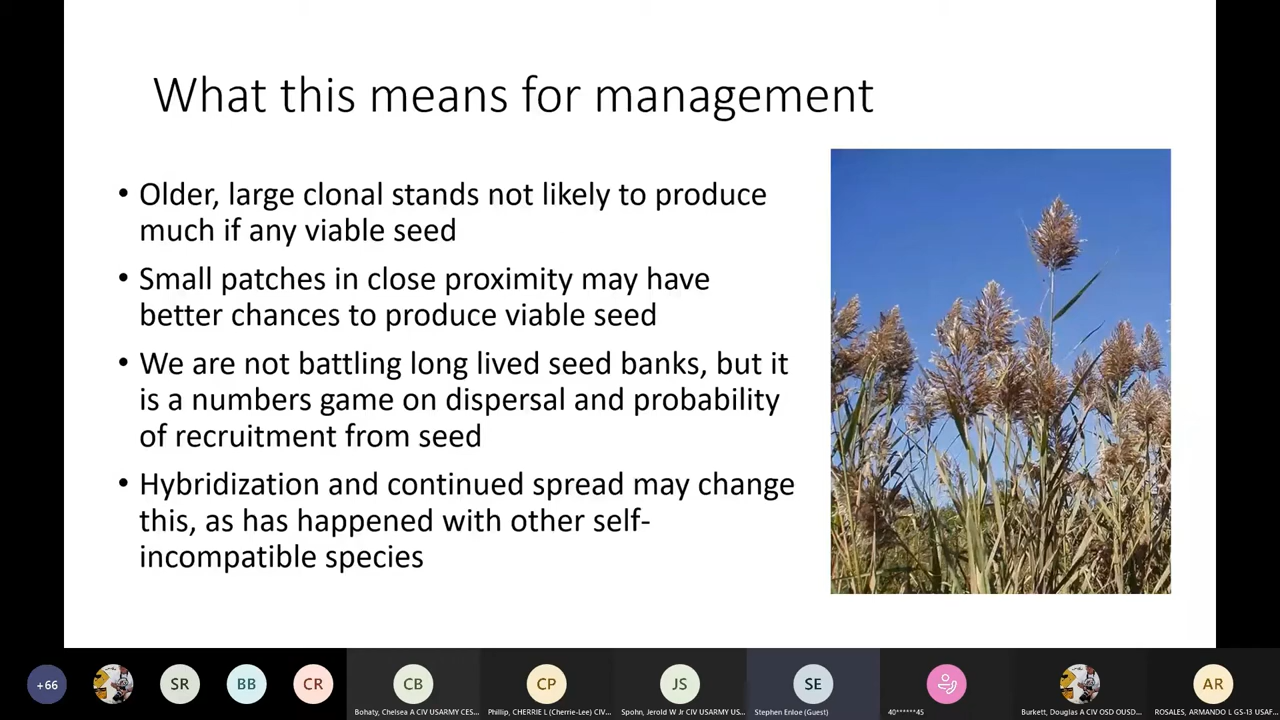 What this means for management
• Older, large clonal stands not likely to produce
much if any viable seed
• Small patches in close proximity may have
better chances to produce viable seed
• We are not battling long lived seed banks, but it
is a numbers game on dispersal and probability
of recruitment from seed
• Hybridization and continued spread may change
this, as has happened with other self-
incompatible species
+66
SR
BB
CR
CB
CP
JS
SE
AR
Bohaty, Chelsea A CIV USARMY CES...
Phillip, CHERRIE L (Cherrie-Lee) CIV...
Spohn, Jerold W Jr CIV USARMY US...
Stephen Enloe (Guest)
40******45
Burkett, Douglas A CIV OSD OUSD...
ROSALES, ARMANDO L GS-13 USAF...